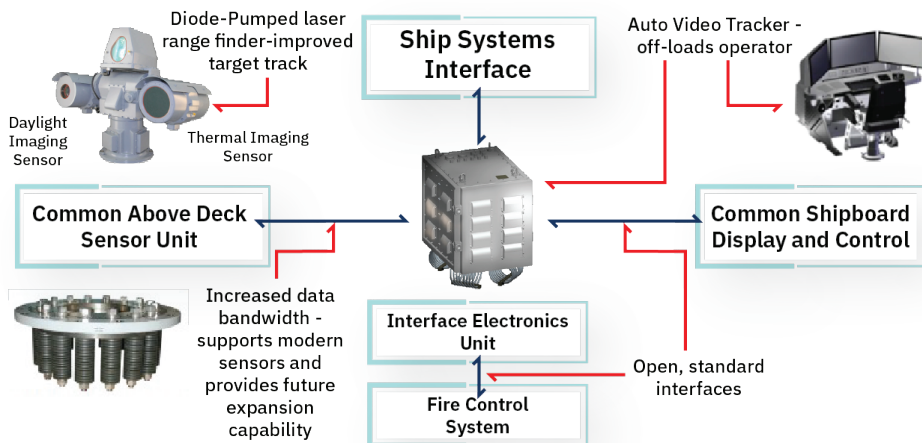 Diode-Pumped laser
range finder-improved
target track
Daylight
Imaging
Sensor
Thermal Imaging
Sensor
Ship Systems
Interface
Auto Video Tracker -
off-loads operator
Common Above Deck
Sensor Unit
Common Shipboard
Display and Control
Increased data
bandwidth -
supports modern
sensors and
provides future
expansion
capability
Interface Electronics
Unit
Open, standard
interfaces
Fire Control
System